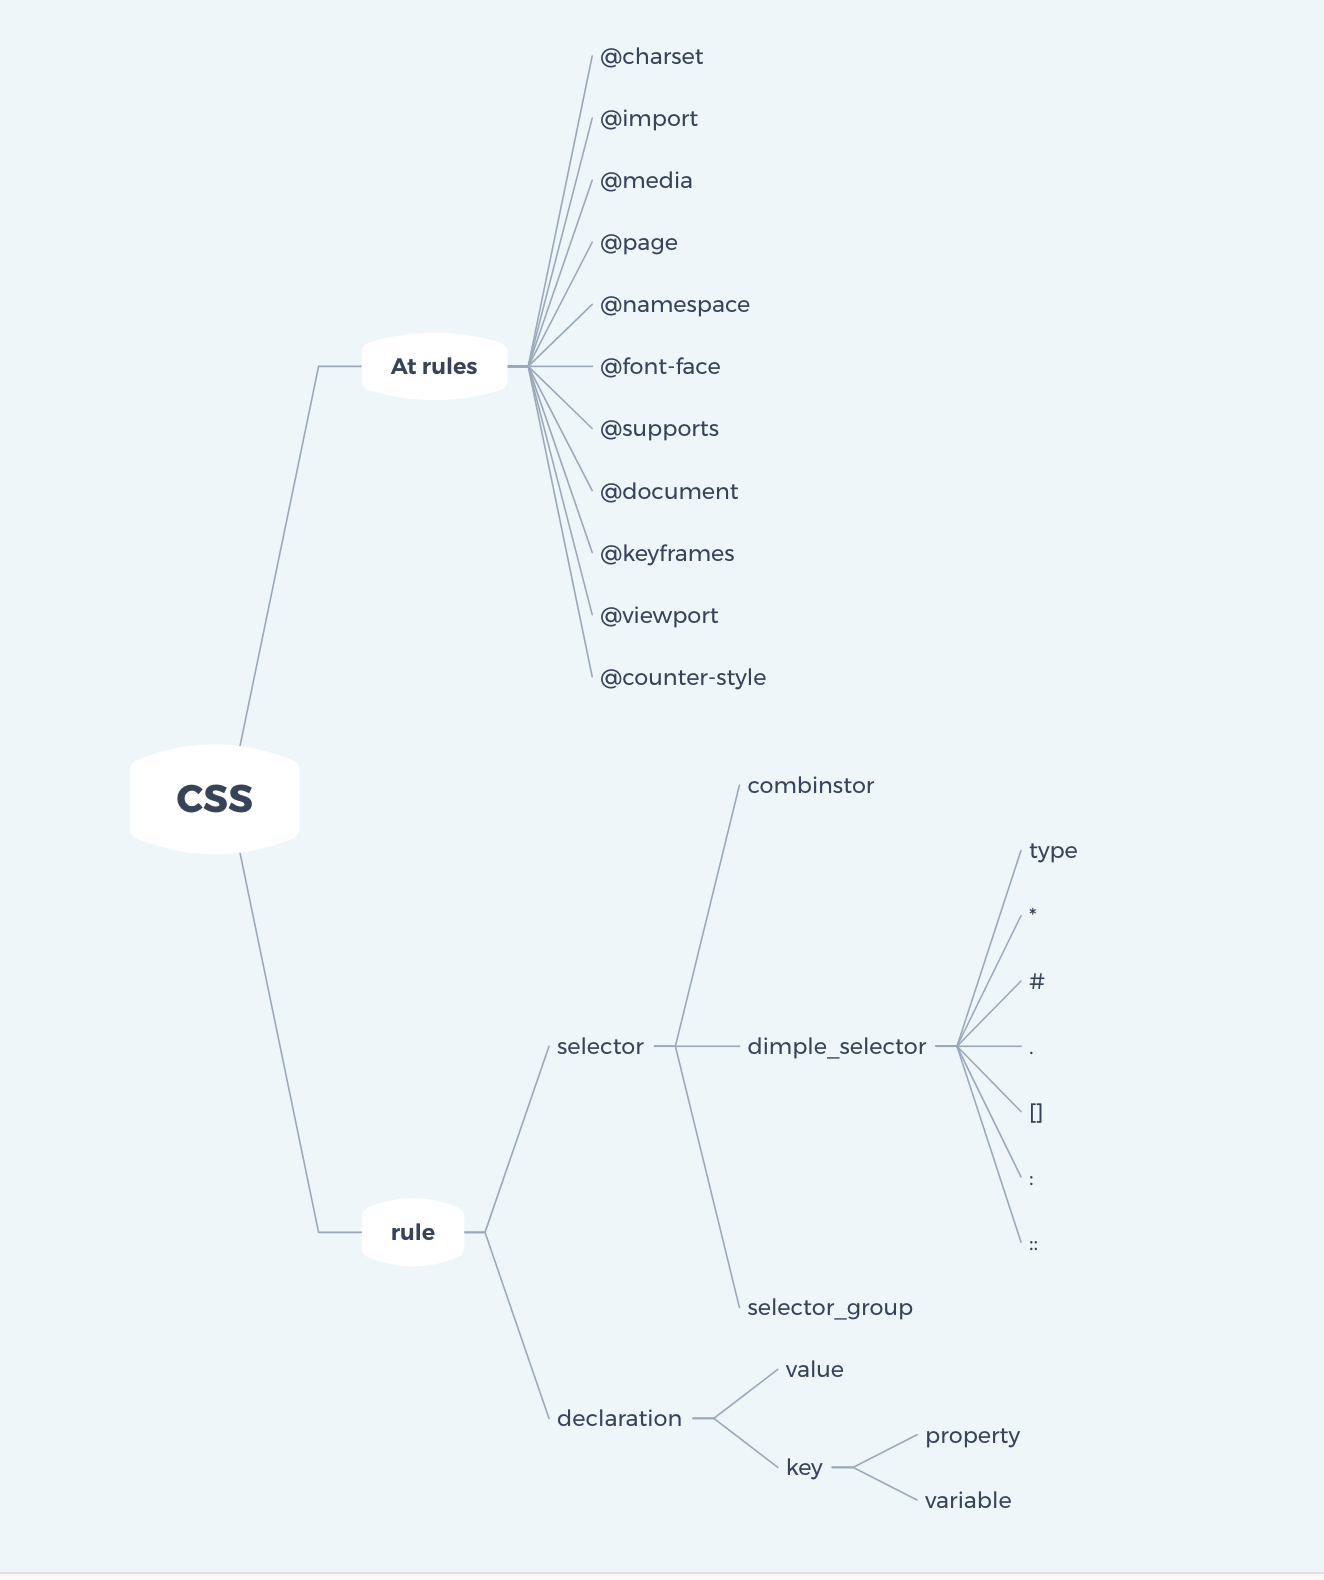 CSS
At rules
@charset
@import
@media
@page
@namespace
@font-face
@supports
@document
@keyframes
@viewport
@counter-style
rule
selector
combinstor
dimple_selector
type
*
#
.
[]
:
::
selector_group
declaration
value
key
property
variable